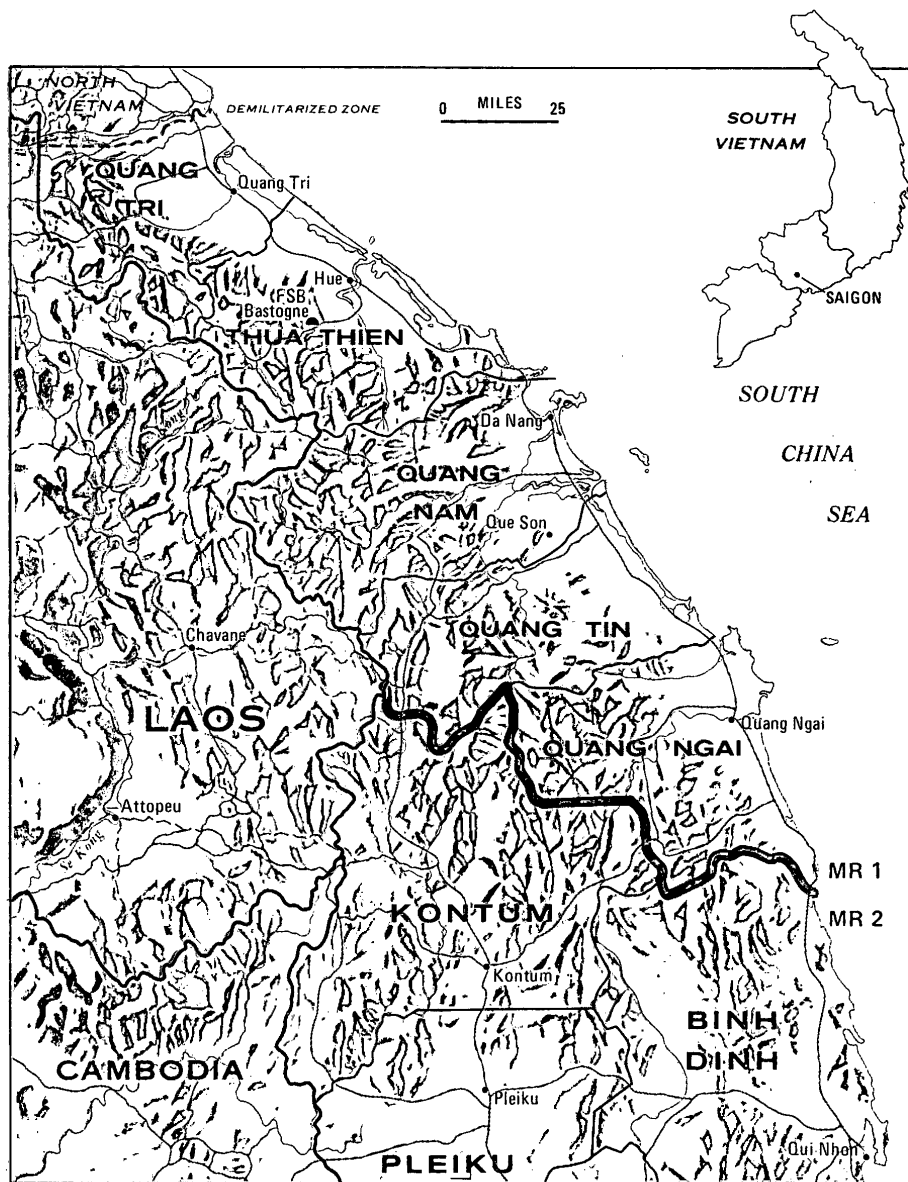 NORTH
VIETNAM
DEMILITARIZED ZONE
0 MILES 25
SOUTH
VIETNAM
QUANG
TRI
Quang Tri
Hue
FSB
Bastogne
SAIGON
THUA THIEN
SOUTH
CHINA
SEA
Da Nang
QUANG
NAM
Que Son
QUANG TIN
Chavane
LAOS
Quang Ngai
QUANG NGAI
Attopeu
Se Kong
MR 1
MR 2
KONTUM
Kontum
BINH
DINH
CAMBODIA
Pleiku
Qui Nhon
PLEIKU